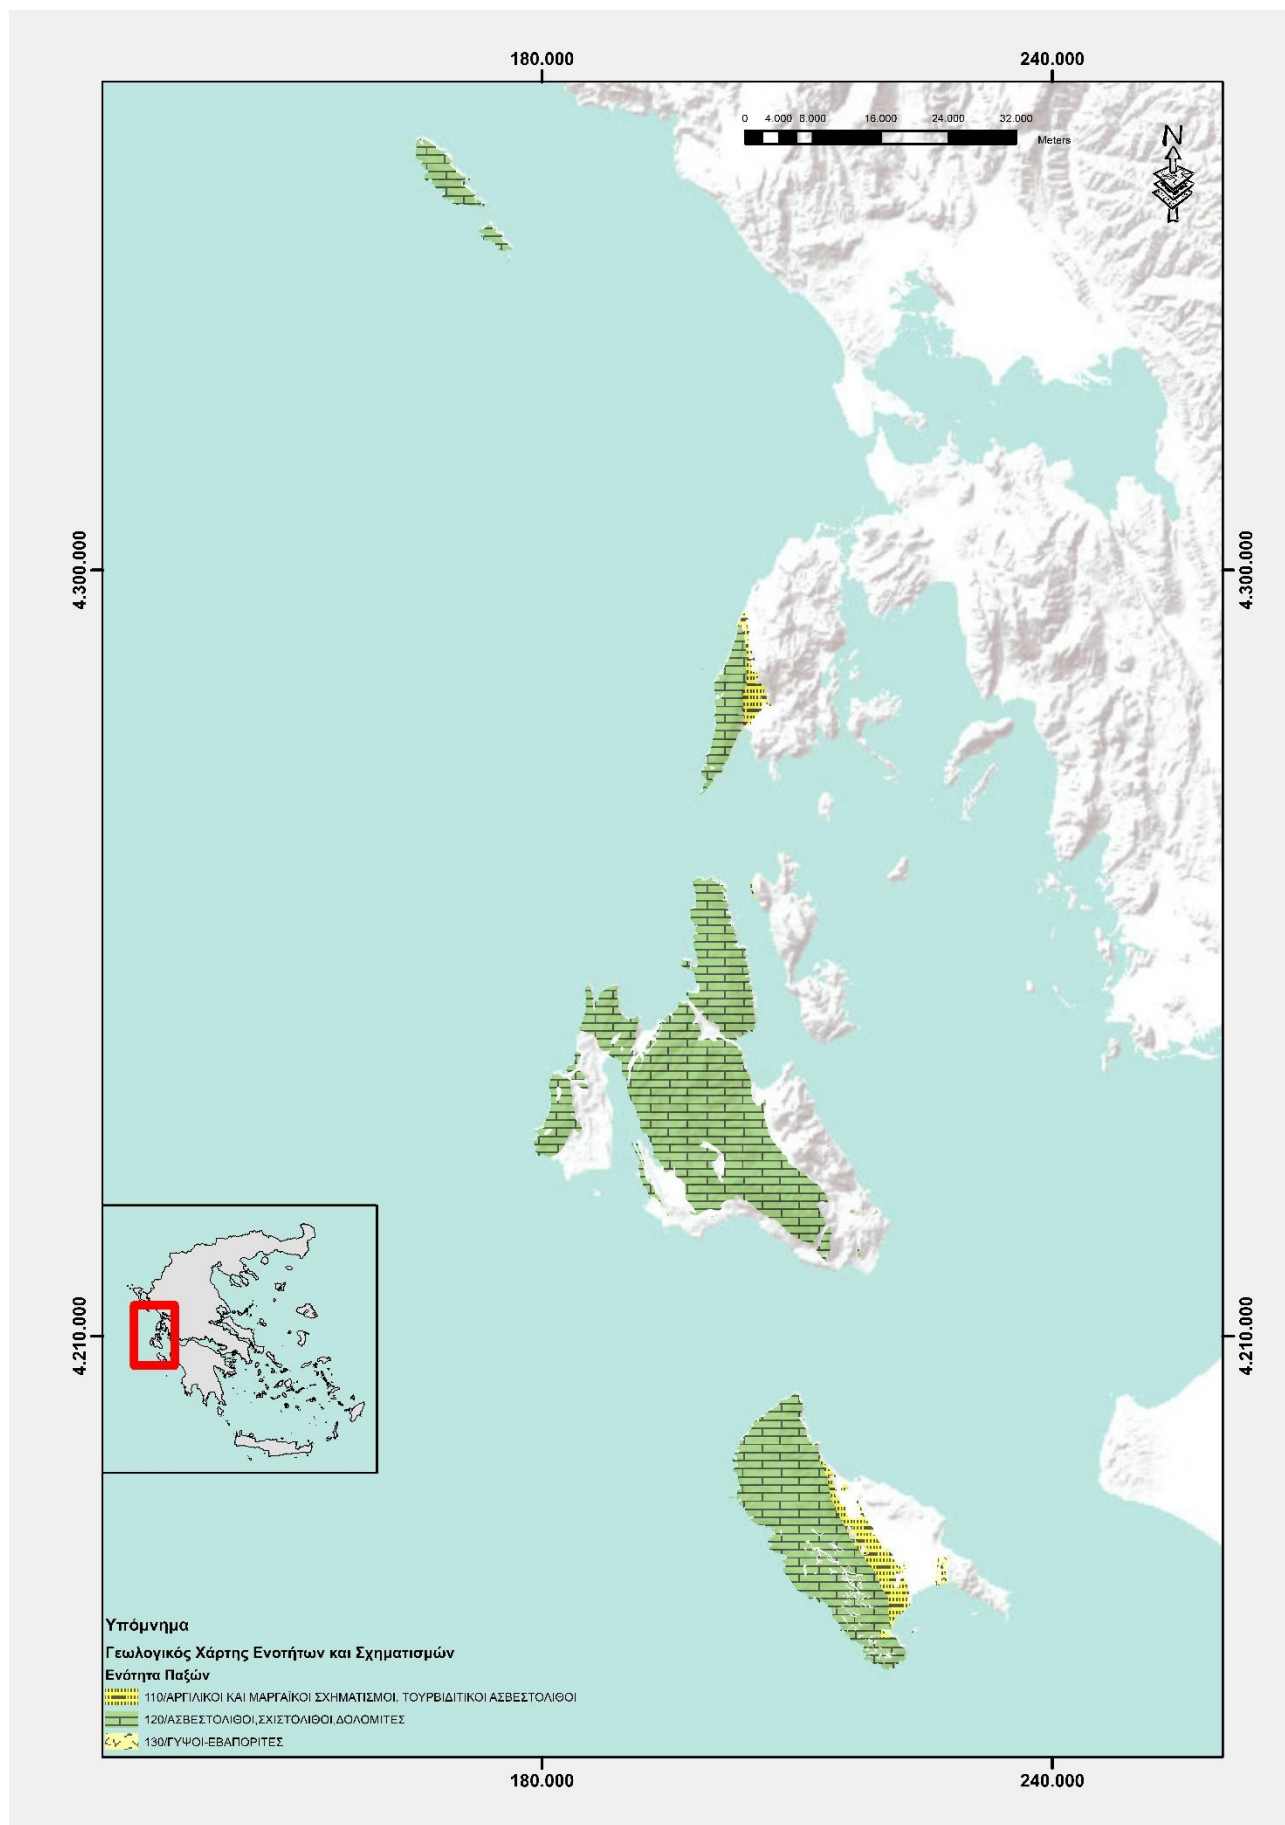 180.000 240.000
0 4.000 8.000 16.000 24.000 32.000
Meters
N
4.300.000 4.300.000
4.210.000 4.210.000
Υπόμνημα
Γεωλογικός Χάρτης Ενοτήτων και Σχηματισμών
Ενότητα Παξών
110/ΑΡΓΙΛΙΚΟΙ ΚΑΙ ΜΑΡΓΑΪΚΟΙ ΣΧΗΜΑΤΙΣΜΟΙ. ΤΟΥΡΒΙΔΙΤΙΚΟΙ ΑΣΒΕΣΤΟΛΙΘΟΙ
120/ΑΣΒΕΣΤΟΛΙΘΟΙ,ΣΧΙΣΤΟΛΙΘΟΙ,ΔΟΛΟΜΙΤΕΣ
130/ΓΥΨΟΙ-ΕΒΑΠΟΡΙΤΕΣ
180.000 240.000